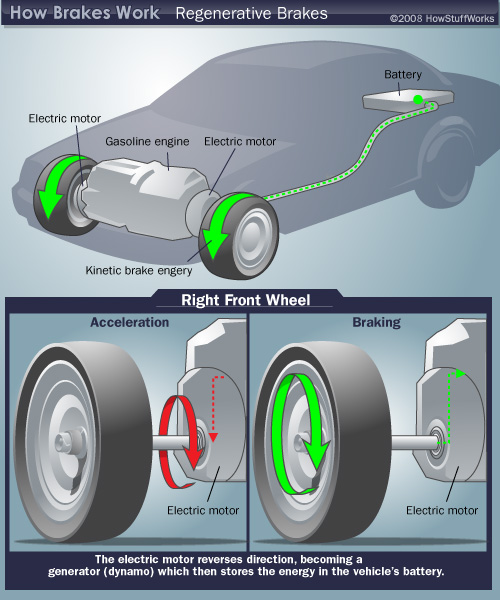 How Brakes Work Regenerative Brakes
©2008 HowStuffWorks
Battery
Electric motor
Gasoline engine
Electric motor
Kinetic brake engery
Right Front Wheel
Acceleration
Braking
Electric motor
Electric motor
The electric motor reverses direction, becoming a
generator (dynamo) which then stores the energy in the vehicle's battery.